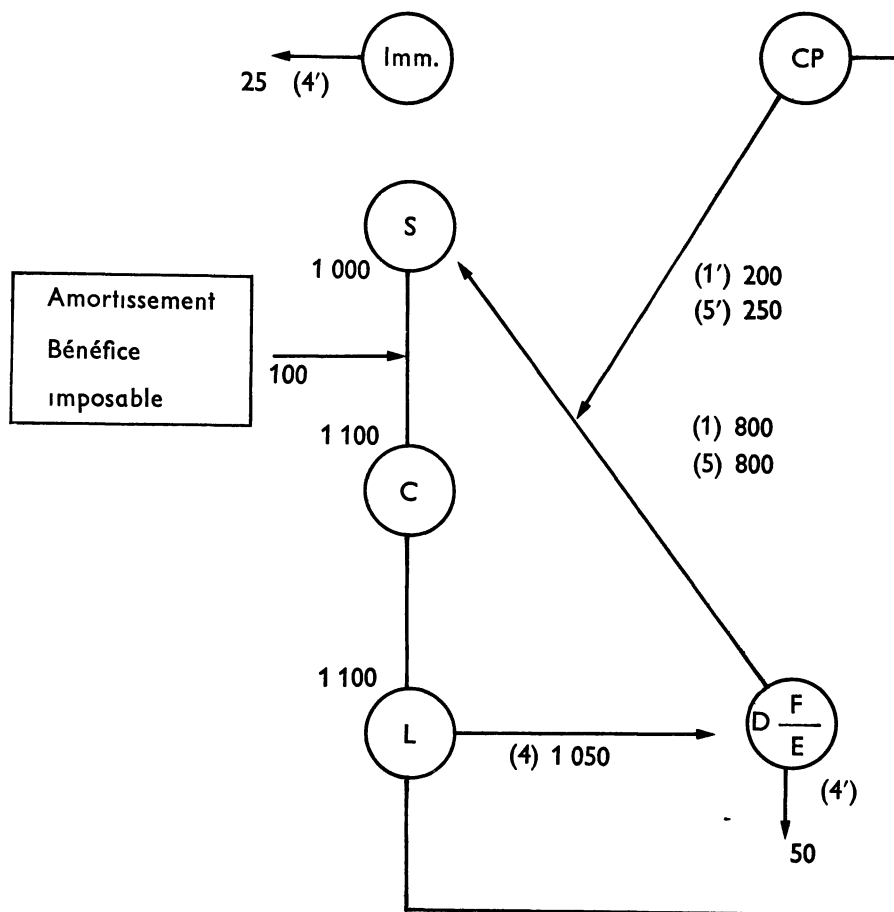 Imm.
CP
25 (4')
S
1 000
(1') 200
(5') 250
Amortissement
Bénéfice
imposable
100
1 100
(1) 800
(5) 800
C
1 100
L
(4) 1 050
D F
E
(4')
50